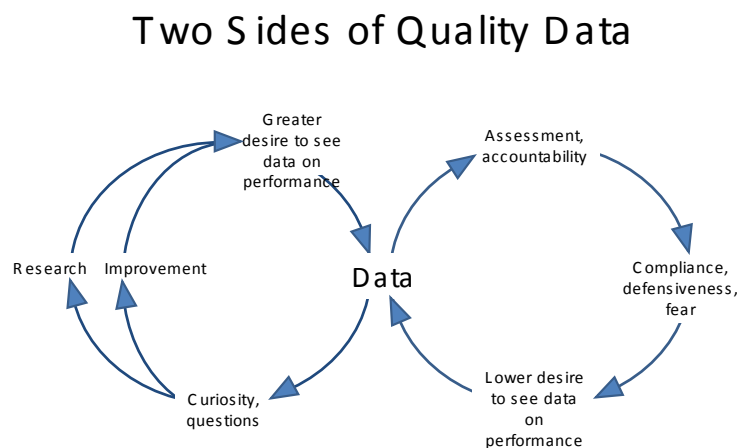 Two Sides of Quality Data
Greater
desire to see
data on
performance
Assessment,
accountability
Research
Improvement
Data
Compliance,
defensiveness,
fear
Curiosity,
questions
Lower desire
to see data
on
performance